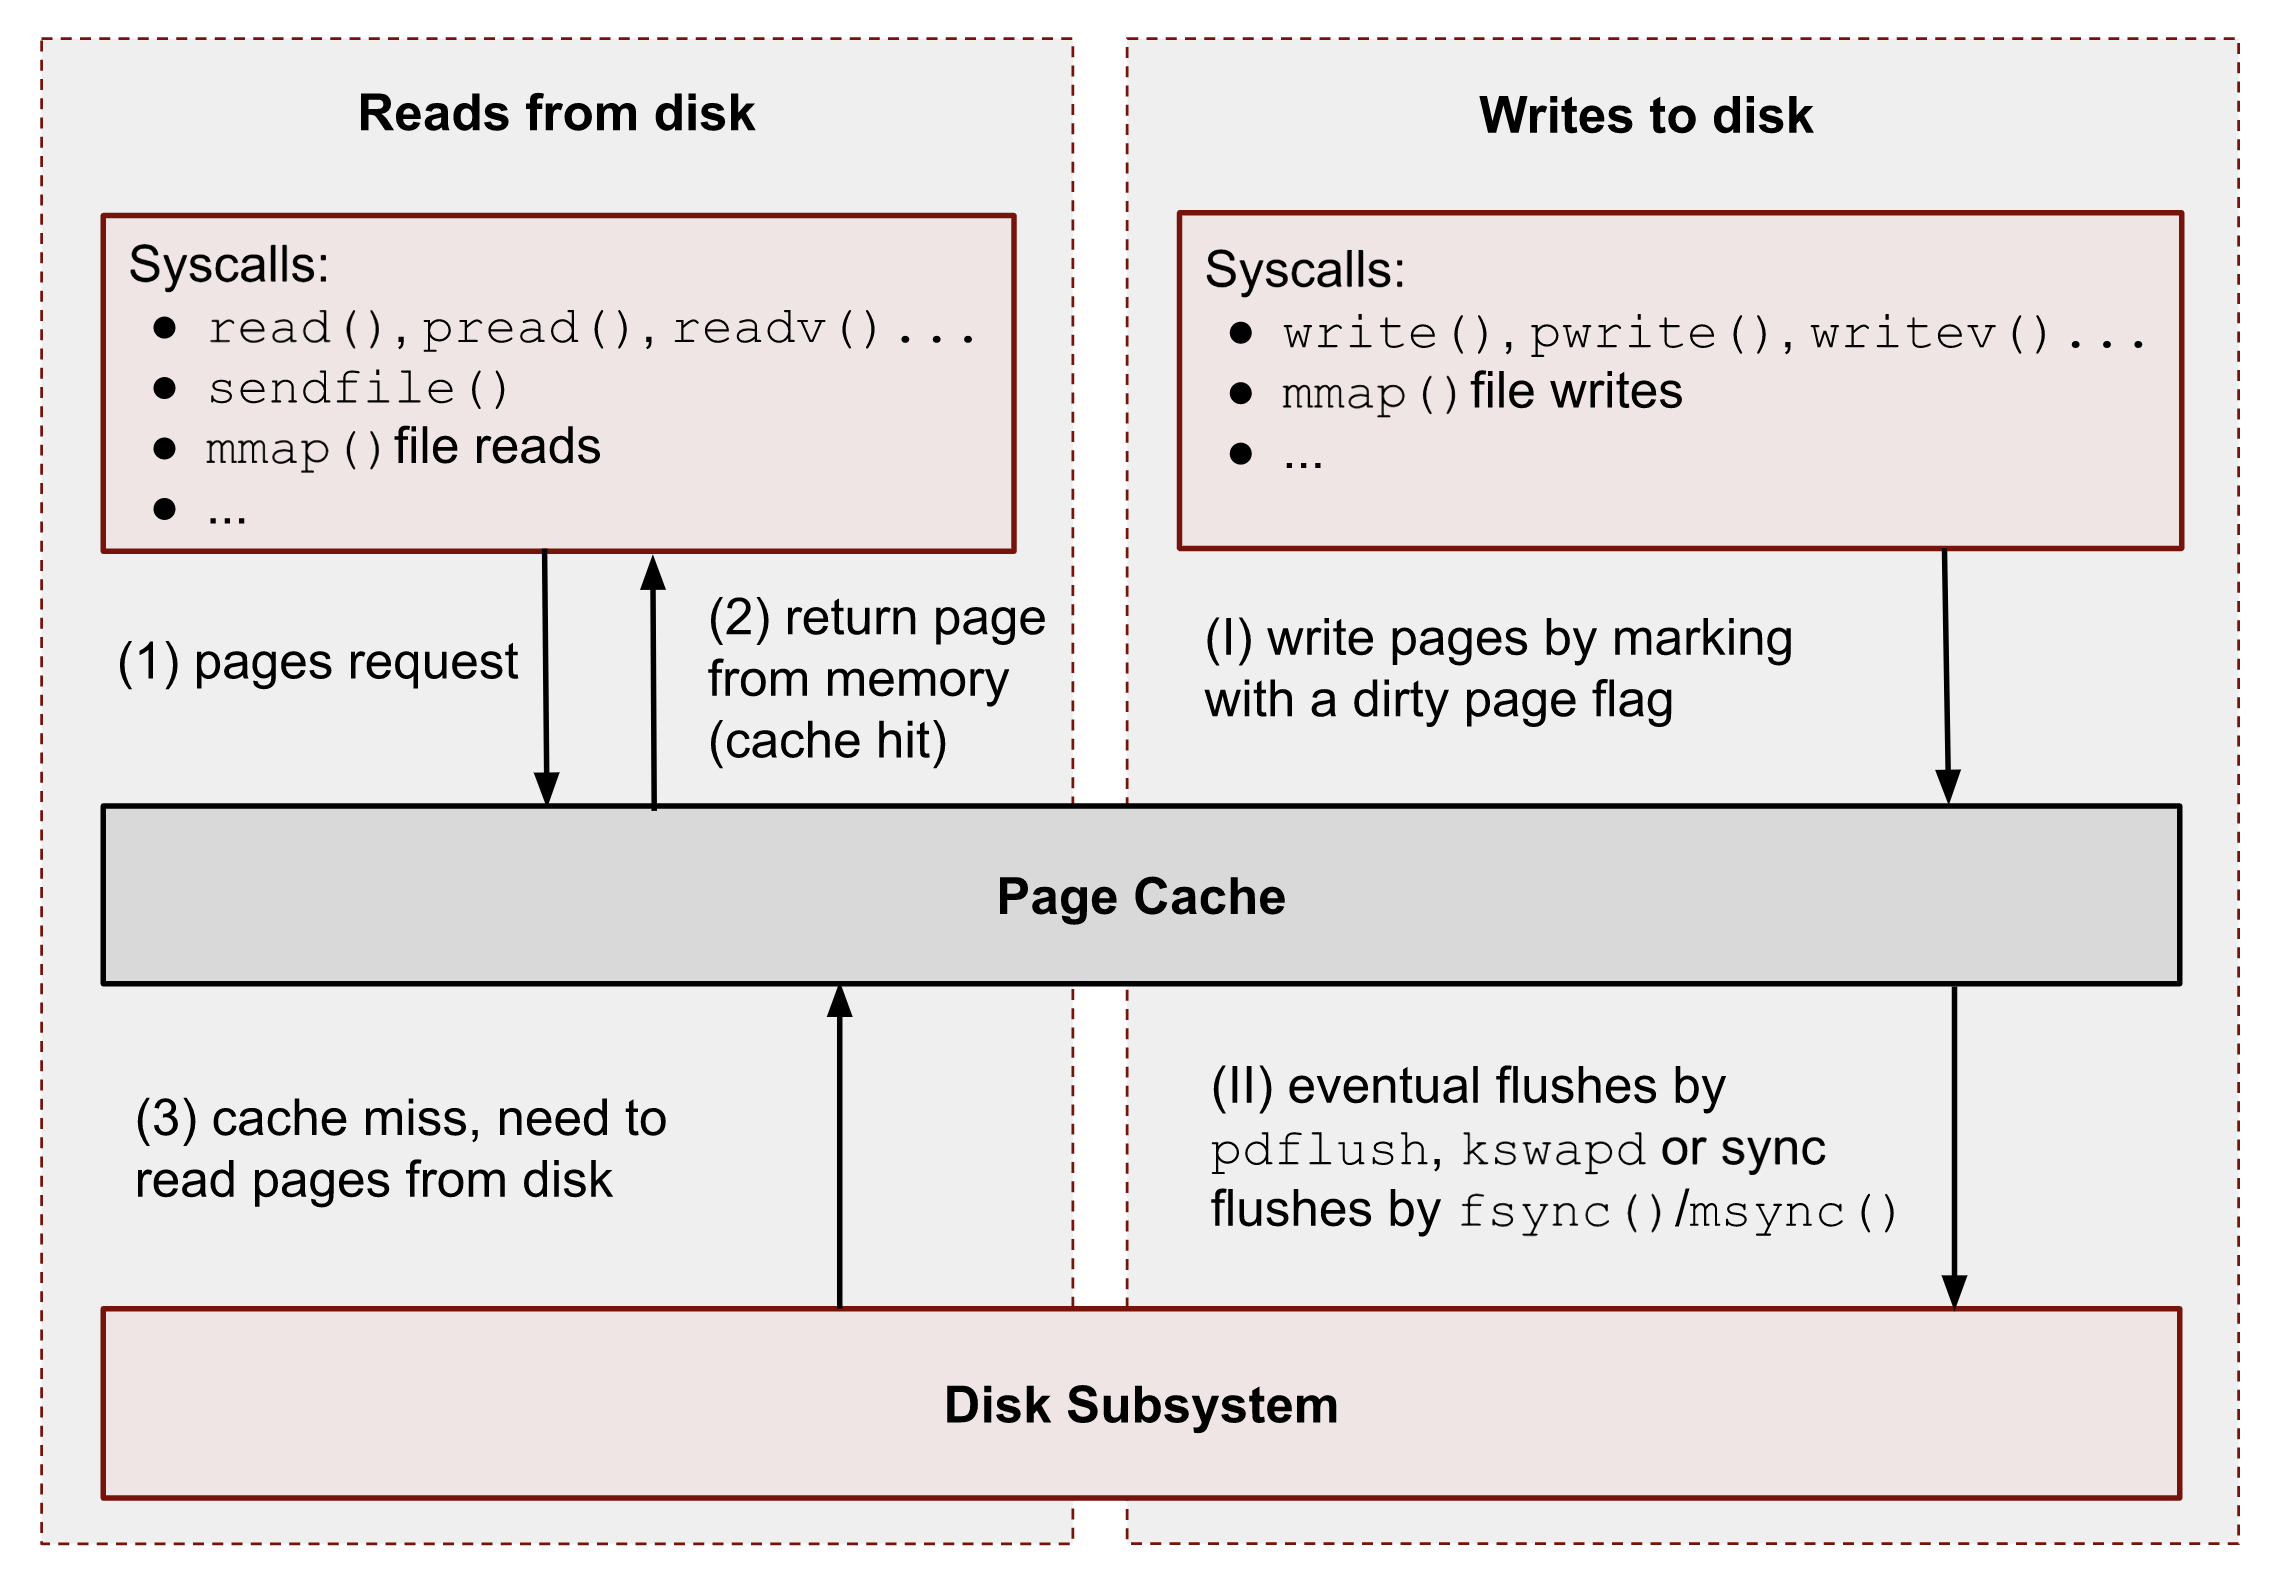 Reads from disk
Syscalls:
● read(), pread(), readv()...
● sendfile()
● mmap() file reads
● ...
(1) pages request
(2) return page
from memory
(cache hit)
Writes to disk
Syscalls:
● write(), pwrite(), writev()...
● mmap() file writes
● ...
(I) write pages by marking
with a dirty page flag
Page Cache
(3) cache miss, need to
read pages from disk
(II) eventual flushes by
pdflush, kswapd or sync
flushes by fsync()/msync()
Disk Subsystem